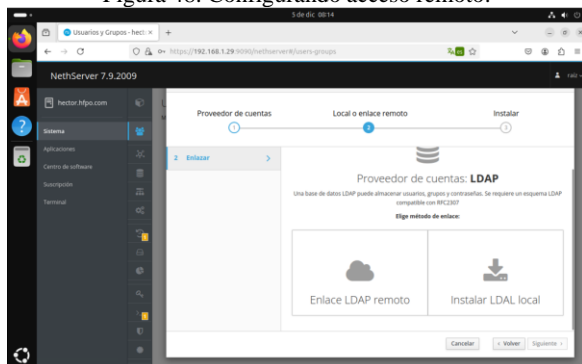 Figura 48. Configurando acceso remoto.
5 de dic 08:14
Usuarios y Grupos - hect
https://192.168.1.29:9090/nethserver#/users-groups
NethServer 7.9.2009
hector.hfpo.com
Sistema
Aplicaciones
Centro de software
Suscripción
Terminal
Proveedor de cuentas
Local o enlace remoto
Instalar
1
2
3
2 Enlazar
Proveedor de cuentas: LDAP
Una base de datos LDAP puede almacenar usuarios, grupos y contraseñas. Se requiere un esquema LDAP
compatible con RFC2307
Elige método de enlace:
Enlace LDAP remoto
Instalar LDAL local
Cancelar
< Volver
Siguiente >